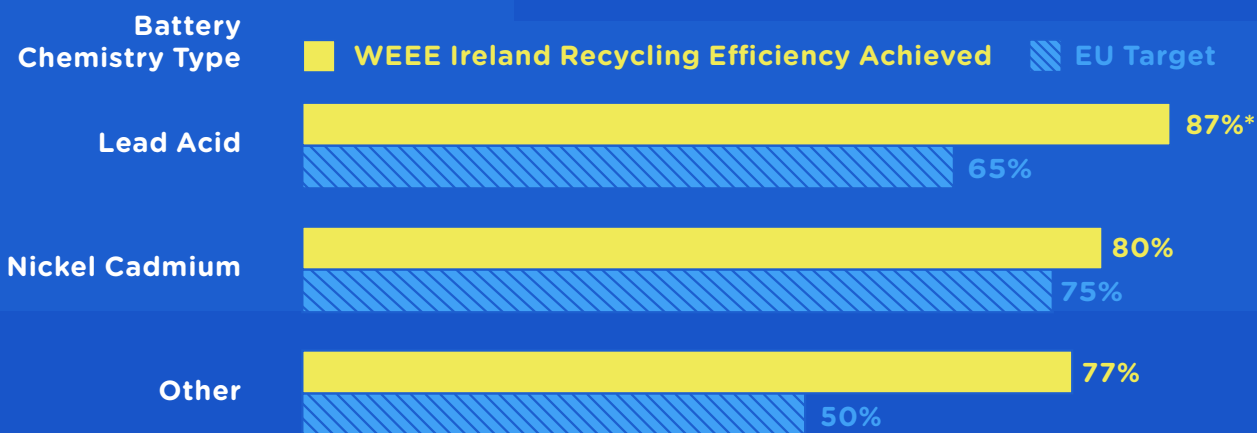 Battery
Chemistry Type
WEEE Ireland Recycling Efficiency Achieved
EU Target
Lead Acid
87%*
65%
Nickel Cadmium
80%
75%
Other
77%
50%